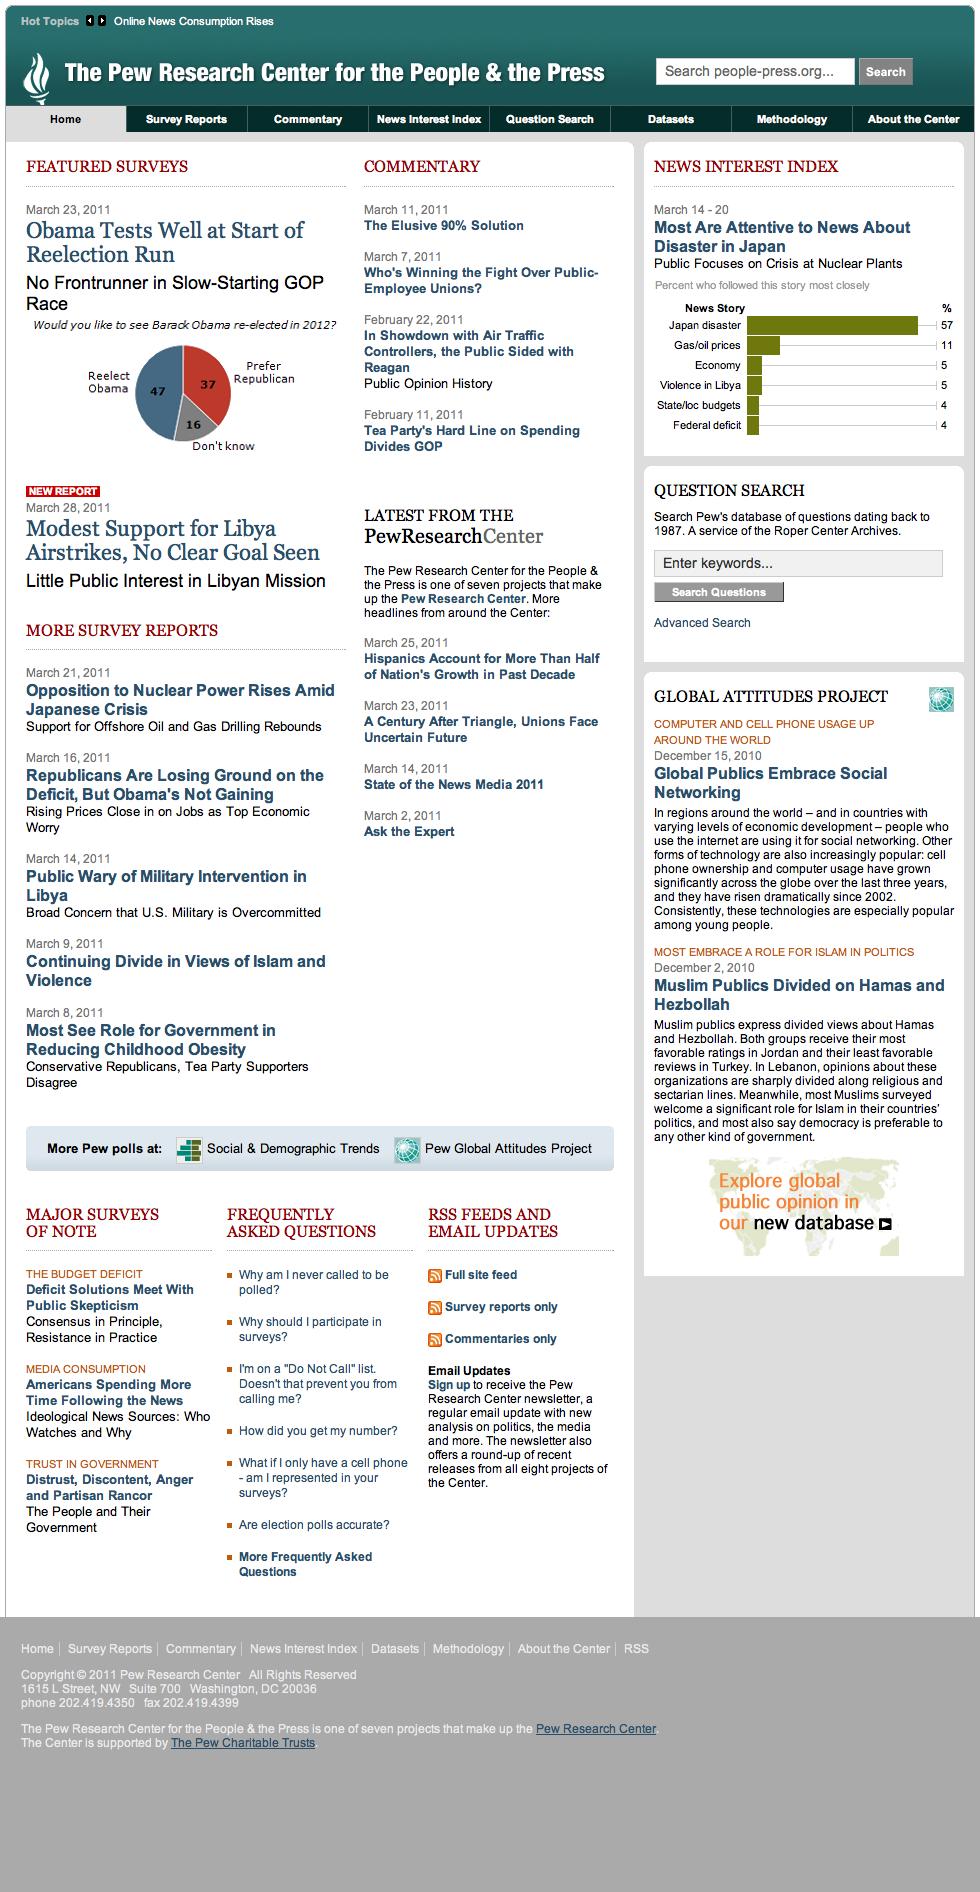 Hot Topics Online News Consumption Rises
The Pew Research Center for the People & the Press
Search people-press.org...
Search
Home
Survey Reports
Commentary
News Interest Index
Question Search
Datasets
Methodology
About the Center
FEATURED SURVEYS
March 23, 2011
Obama Tests Well at Start of
Reelection Run
No Frontrunner in Slow-Starting GOP
Race
Would you like to see Barack Obama re-elected in 2012?
Reelect
Obama
47
37
Prefer
Republican
16
Don't know
NEW REPORT
March 28, 2011
Modest Support for Libya
Airstrikes, No Clear Goal Seen
Little Public Interest in Libyan Mission
MORE SURVEY REPORTS
March 21, 2011
Opposition to Nuclear Power Rises Amid
Japanese Crisis
Support for Offshore Oil and Gas Drilling Rebounds
March 16, 2011
Republicans Are Losing Ground on the
Deficit, But Obama's Not Gaining
Rising Prices Close in on Jobs as Top Economic
Worry
March 14, 2011
Public Wary of Military Intervention in
Libya
Broad Concern that U.S. Military is Overcommitted
March 9, 2011
Continuing Divide in Views of Islam and
Violence
March 8, 2011
Most See Role for Government in
Reducing Childhood Obesity
Conservative Republicans, Tea Party Supporters
Disagree
COMMENTARY
March 11, 2011
The Elusive 90% Solution
March 7, 2011
Who's Winning the Fight Over Public-
Employee Unions?
February 22, 2011
In Showdown with Air Traffic
Controllers, the Public Sided with
Reagan
Public Opinion History
February 11, 2011
Tea Party's Hard Line on Spending
Divides GOP
LATEST FROM THE
PewResearchCenter
The Pew Research Center for the People &
the Press is one of seven projects that make
up the Pew Research Center. More
headlines from around the Center:
March 25, 2011
Hispanics Account for More Than Half
of Nation's Growth in Past Decade
March 23, 2011
A Century After Triangle, Unions Face
Uncertain Future
March 14, 2011
State of the News Media 2011
March 2, 2011
Ask the Expert
NEWS INTEREST INDEX
March 14 - 20
Most Are Attentive to News About
Disaster in Japan
Public Focuses on Crisis at Nuclear Plants
Percent who followed this story most closely
News Story %
Japan disaster 57
Gas/oil prices 11
Economy 5
Violence in Libya 5
State/loc budgets 4
Federal deficit 4
QUESTION SEARCH
Search Pew's database of questions dating back to
1987. A service of the Roper Center Archives.
Enter keywords...
Search Questions
Advanced Search
GLOBAL ATTITUDES PROJECT
COMPUTER AND CELL PHONE USAGE UP
AROUND THE WORLD
December 15, 2010
Global Publics Embrace Social
Networking
In regions around the world – and in countries with
varying levels of economic development – people who
use the internet are using it for social networking. Other
forms of technology are also increasingly popular: cell
phone ownership and computer usage have grown
significantly across the globe over the last three years,
and they have risen dramatically since 2002.
Consistently, these technologies are especially popular
among young people.
MOST EMBRACE A ROLE FOR ISLAM IN POLITICS
December 2, 2010
Muslim Publics Divided on Hamas and
Hezbollah
Muslim publics express divided views about Hamas
and Hezbollah. Both groups receive their most
favorable ratings in Jordan and their least favorable
reviews in Turkey. In Lebanon, opinions about these
organizations are sharply divided along religious and
sectarian lines. Meanwhile, most Muslims surveyed
welcome a significant role for Islam in their countries'
politics, and most also say democracy is preferable to
any other kind of government.
Explore global
public opinion in
our new database
More Pew polls at: Social & Demographic Trends Pew Global Attitudes Project
MAJOR SURVEYS
OF NOTE
THE BUDGET DEFICIT
Deficit Solutions Meet With
Public Skepticism
Consensus in Principle,
Resistance in Practice
MEDIA CONSUMPTION
Americans Spending More
Time Following the News
Ideological News Sources: Who
Watches and Why
TRUST IN GOVERNMENT
Distrust, Discontent, Anger
and Partisan Rancor
The People and Their
Government
FREQUENTLY
ASKED QUESTIONS
Why am I never called to be
polled?
Why should I participate in
surveys?
I'm on a "Do Not Call" list.
Doesn't that prevent you from
calling me?
How did you get my number?
What if I only have a cell phone
- am I represented in your
surveys?
Are election polls accurate?
More Frequently Asked
Questions
RSS FEEDS AND
EMAIL UPDATES
Full site feed
Survey reports only
Commentaries only
Email Updates
Sign up to receive the Pew
Research Center newsletter, a
regular email update with new
analysis on politics, the media
and more. The newsletter also
offers a round-up of recent
releases from all eight projects of
the Center.
Home | Survey Reports | Commentary | News Interest Index | Datasets | Methodology | About the Center | RSS
Copyright © 2011 Pew Research Center All Rights Reserved
1615 L Street, NW Suite 700 Washington, DC 20036
phone 202.419.4350 fax 202.419.4399
The Pew Research Center for the People & the Press is one of seven projects that make up the Pew Research Center.
The Center is supported by The Pew Charitable Trusts.